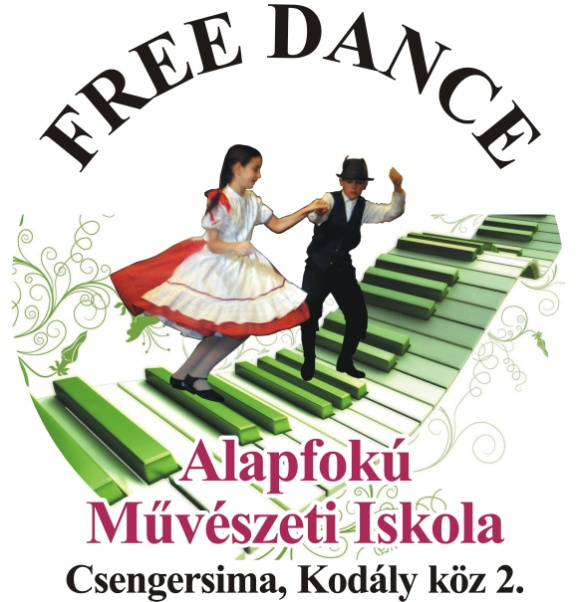 FREE DANCE
Alapfokú
Művészeti Iskola
Csengersima, Kodály köz 2.